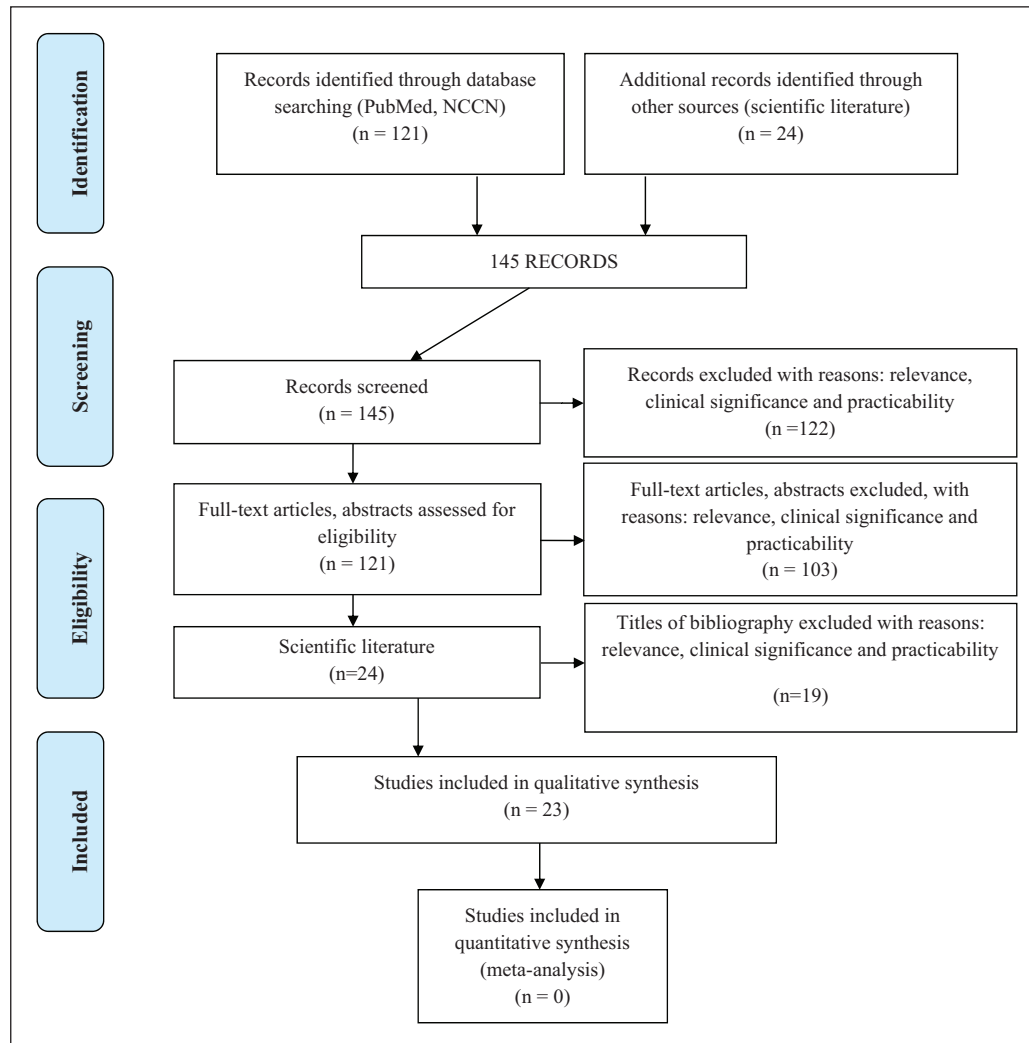 Identification
Records identified through database
searching (PubMed, NCCN)
(n = 121)
Additional records identified through
other sources (scientific literature)
(n = 24)
145 RECORDS
Screening
Records screened
(n = 145)
Records excluded with reasons: relevance,
clinical significance and practicability
(n =122)
Eligibility
Full-text articles, abstracts assessed for
eligibility
(n = 121)
Full-text articles, abstracts excluded, with
reasons: relevance, clinical significance and
practicability
(n = 103)
Scientific literature
(n=24)
Titles of bibliography excluded with reasons:
relevance, clinical significance and practicability
(n=19)
Included
Studies included in qualitative synthesis
(n = 23)
Studies included in
quantitative synthesis
(meta-analysis)
(n = 0)